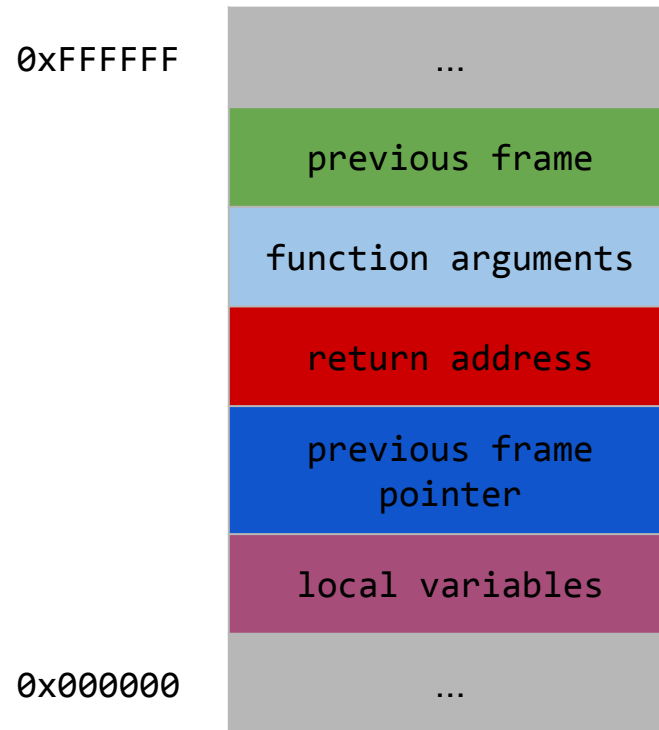 0xFFFFFF ...
previous frame
function arguments
return address
previous frame
pointer
local variables
0x000000 ...